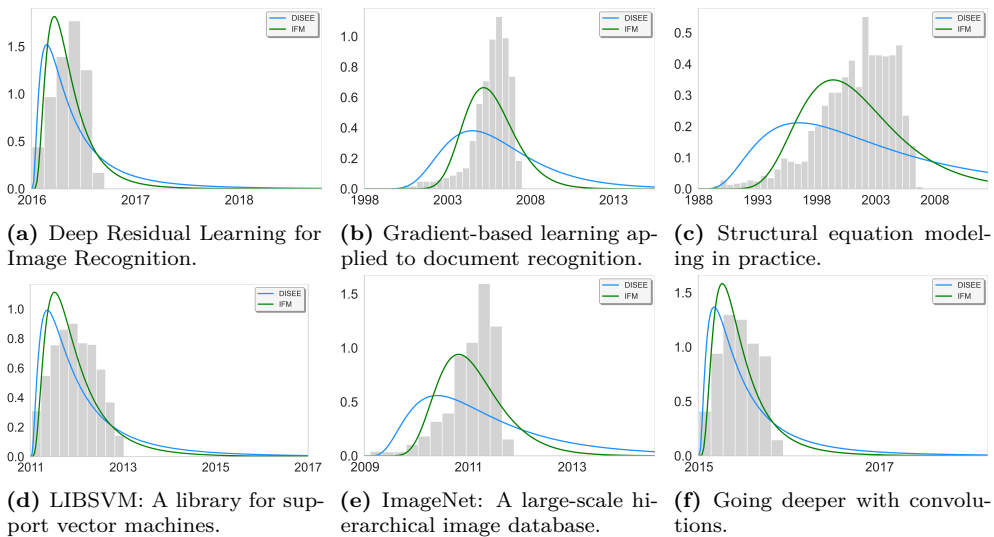 DISEE
IFM
1.5
1.0
0.5
0.0
2016 2017 2018
(a) Deep Residual Learning for
Image Recognition.
DISEE
IFM
1.0
0.8
0.6
0.4
0.2
0.0
1998 2003 2008 2013
(b) Gradient-based learning ap-
plied to document recognition.
DISEE
IFM
0.5
0.4
0.3
0.2
0.1
0.0
1988 1993 1998 2003 2008
(c) Structural equation model-
ing in practice.
DISEE
IFM
1.0
0.8
0.6
0.4
0.2
0.0
2011 2013 2015 2017
(d) LIBSVM: A library for sup-
port vector machines.
DISEE
IFM
1.5
1.0
0.5
0.0
2009 2011 2013
(e) ImageNet: A large-scale hi-
erarchical image database.
DISEE
IFM
1.5
1.0
0.5
0.0
2015 2017
(f) Going deeper with convolu-
tions.